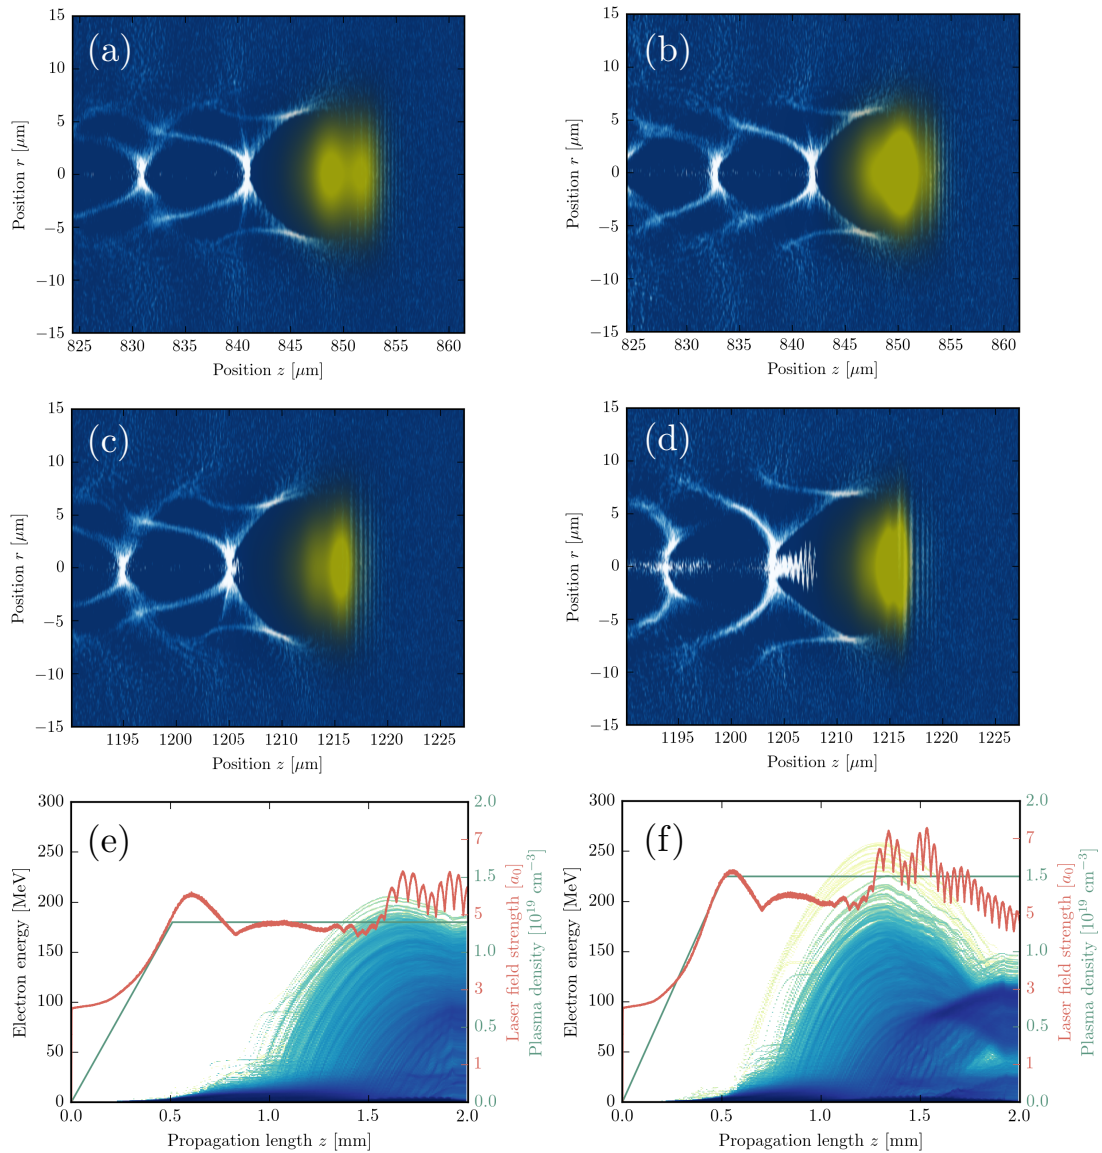 (a)
15
10
5
0
−5
−10
−15
Position r [μm]
825 830 835 840 845 850 855 860
Position z [μm]
(b)
15
10
5
0
−5
−10
−15
Position r [μm]
825 830 835 840 845 850 855 860
Position z [μm]
(c)
15
10
5
0
−5
−10
−15
Position r [μm]
1195 1200 1205 1210 1215 1220 1225
Position z [μm]
(d)
15
10
5
0
−5
−10
−15
Position r [μm]
1195 1200 1205 1210 1215 1220 1225
Position z [μm]
(e)
300
250
200
150
100
50
0
Electron energy [MeV]
0.0 0.5 1.0 1.5 2.0
Propagation length z [mm]
7
5
3
1
Laser field strength [a₀]
2.0
1.5
1.0
0.5
0.0
Plasma density [10¹⁹ cm⁻³]
(f)
300
250
200
150
100
50
0
Electron energy [MeV]
0.0 0.5 1.0 1.5 2.0
Propagation length z [mm]
7
5
3
1
Laser field strength [a₀]
2.0
1.5
1.0
0.5
0.0
Plasma density [10¹⁹ cm⁻³]